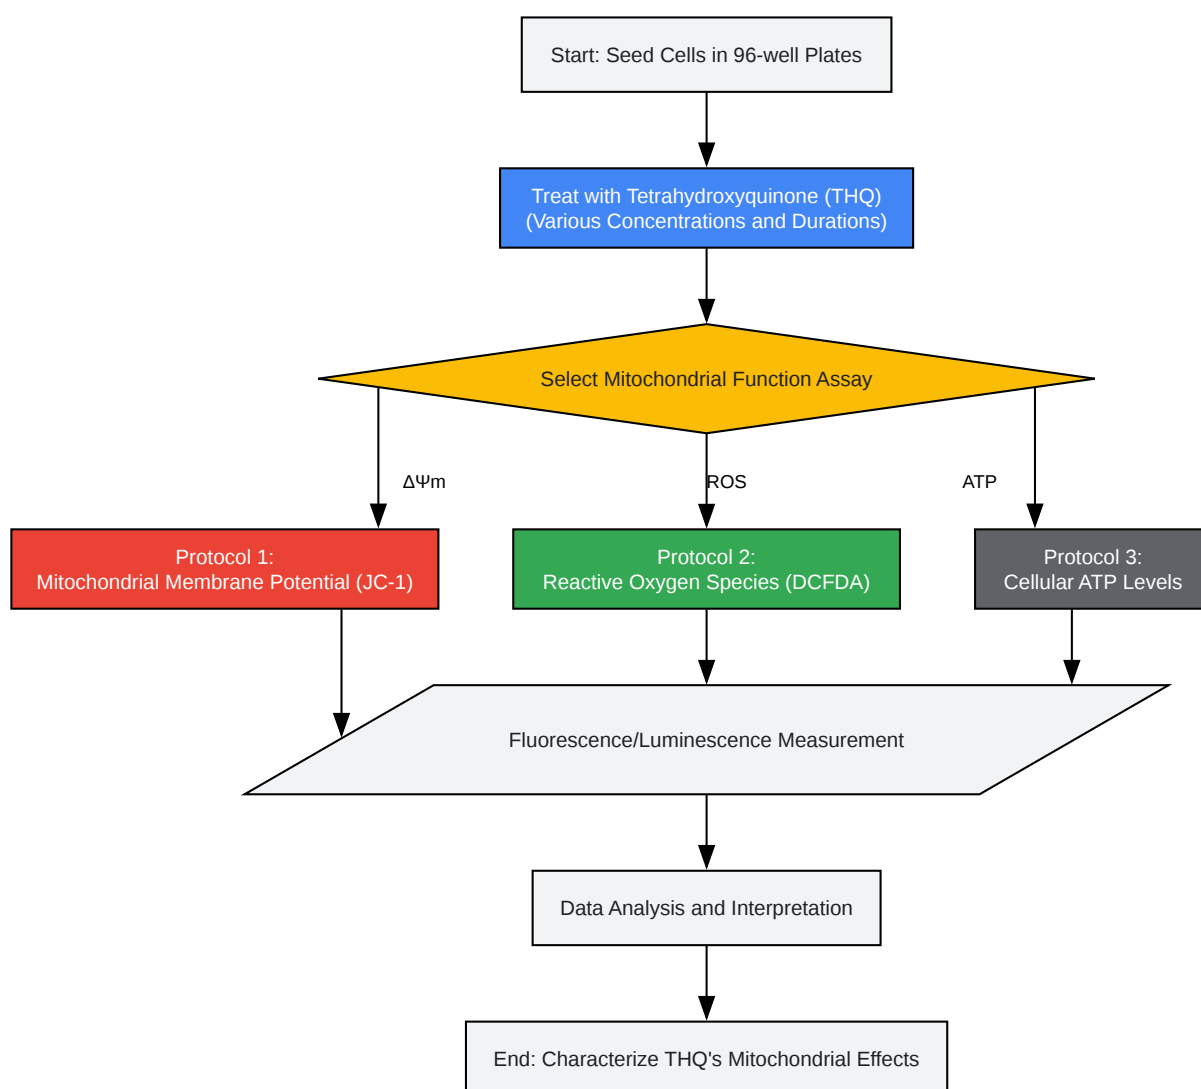 Start: Seed Cells in 96-well Plates
Treat with Tetrahydroxyquinone (THQ)
(Various Concentrations and Durations)
Select Mitochondrial Function Assay
ΔΨm
ROS
ATP
Protocol 1:
Mitochondrial Membrane Potential (JC-1)
Protocol 2:
Reactive Oxygen Species (DCFDA)
Protocol 3:
Cellular ATP Levels
Fluorescence/Luminescence Measurement
Data Analysis and Interpretation
End: Characterize THQ's Mitochondrial Effects